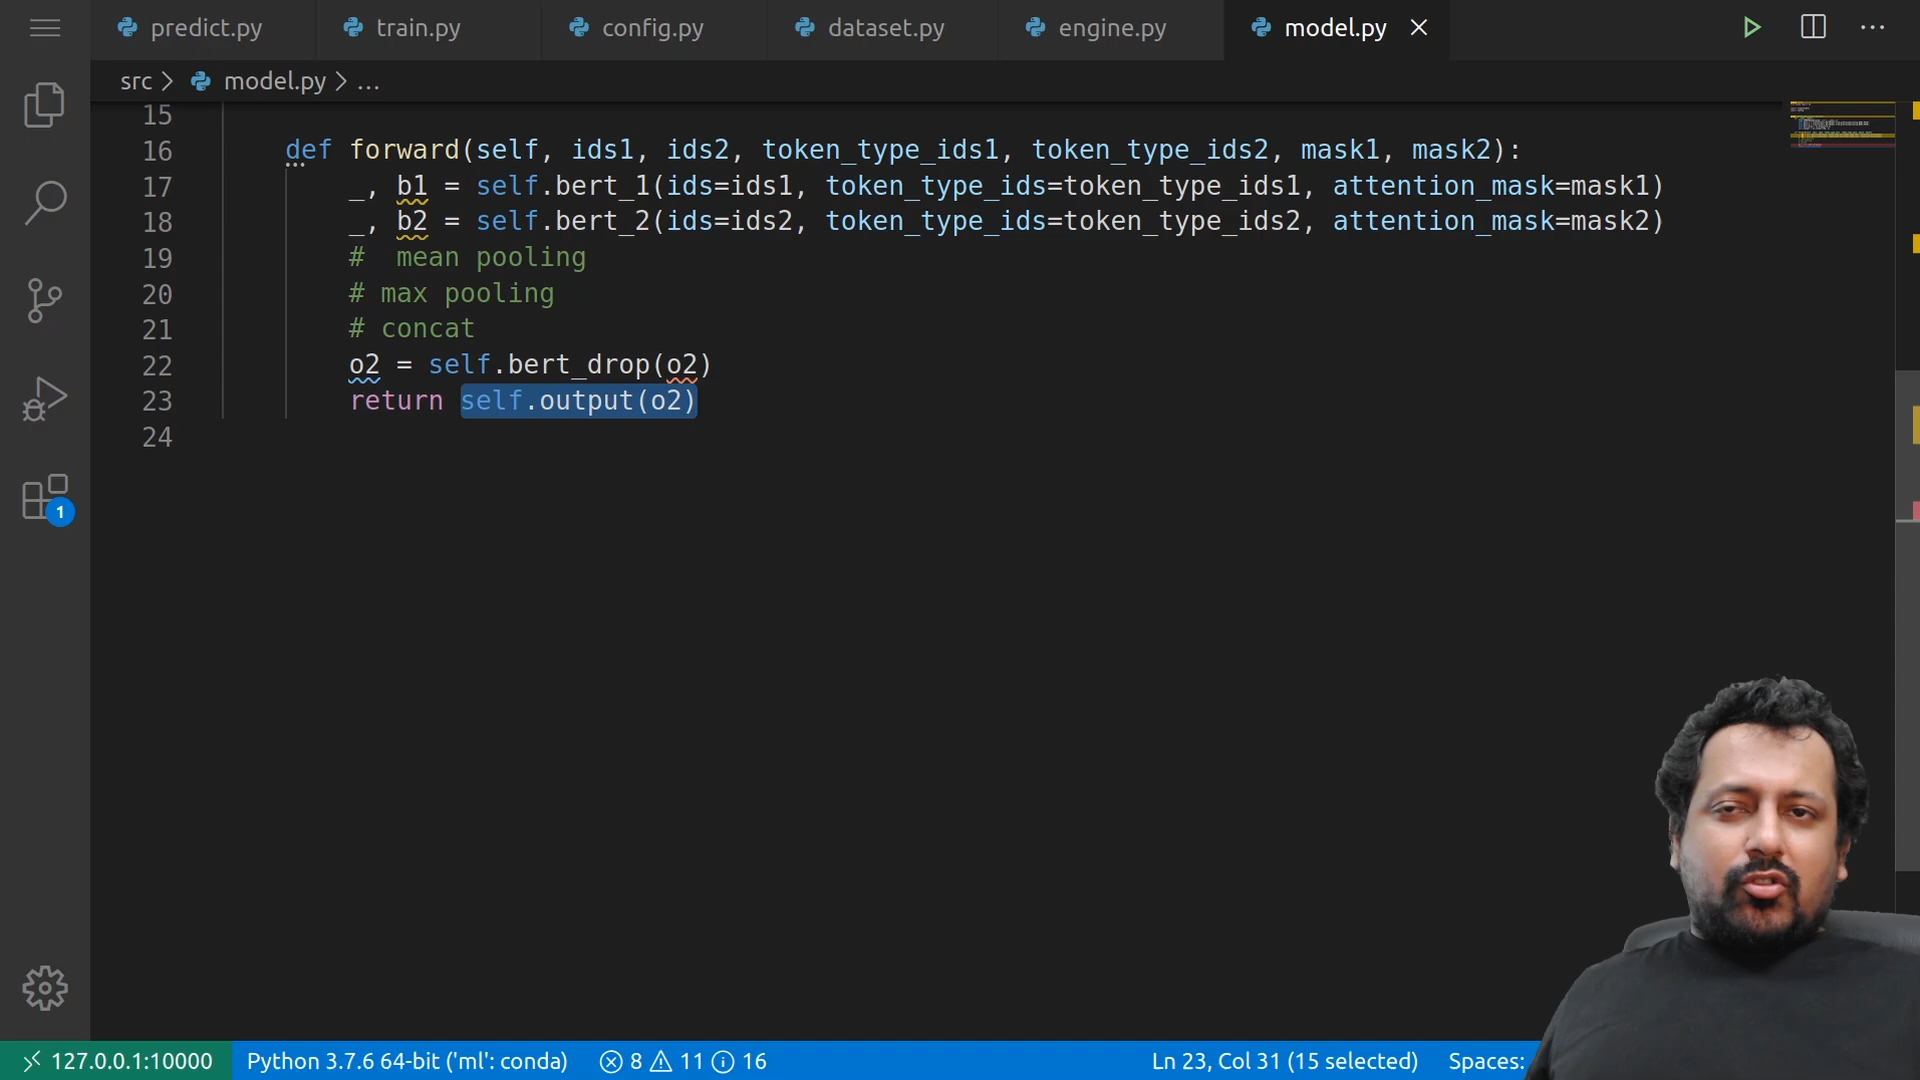 predict.py train.py config.py dataset.py engine.py model.py
src > model.py > ...
15
16 def forward(self, ids1, ids2, token_type_ids1, token_type_ids2, mask1, mask2):
17 _, b1 = self.bert_1(ids=ids1, token_type_ids=token_type_ids1, attention_mask=mask1)
18 _, b2 = self.bert_2(ids=ids2, token_type_ids=token_type_ids2, attention_mask=mask2)
19 #  mean pooling
20 # max pooling
21 # concat
22 o2 = self.bert_drop(o2)
23 return self.output(o2)
24
1
127.0.0.1:10000 Python 3.7.6 64-bit ('ml': conda) 8 11 16 Ln 23, Col 31 (15 selected) Spaces: